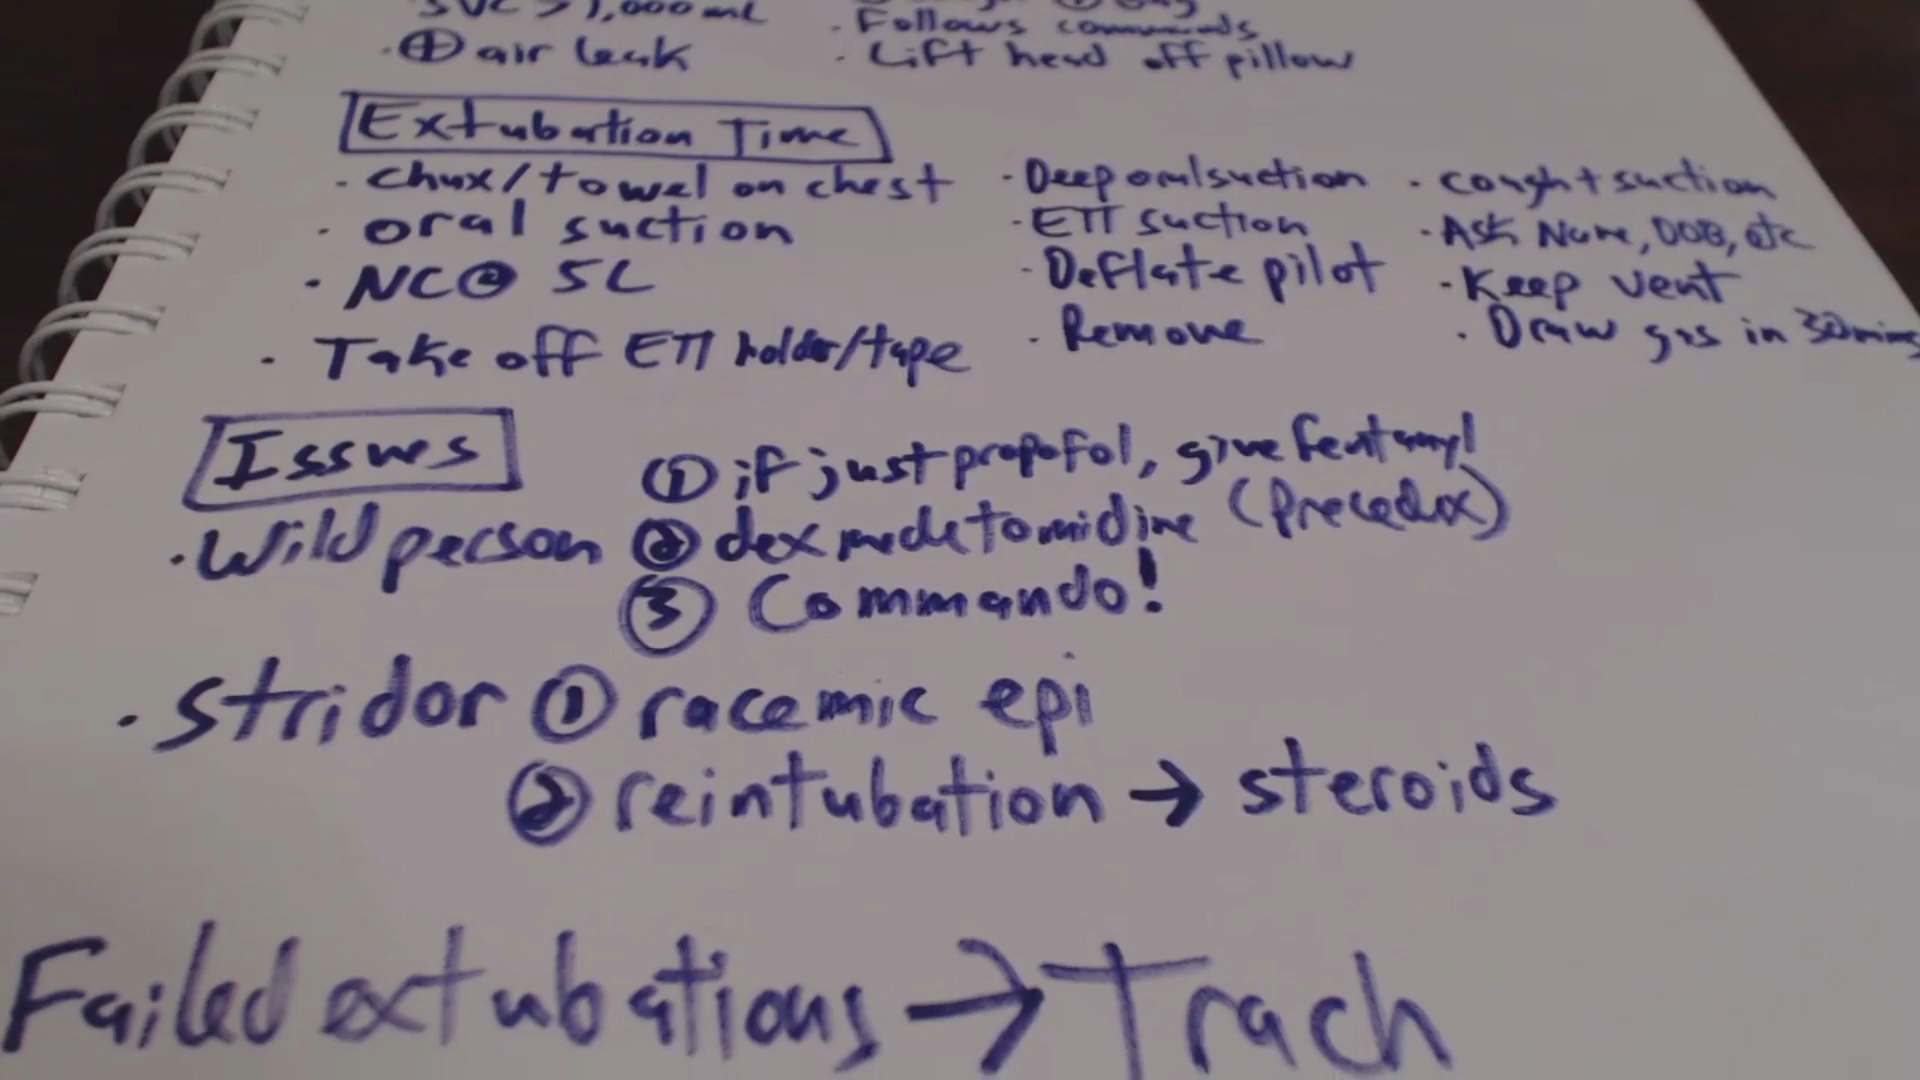 SVC > 1,000 mL
· Follows commands
· ⊕ air leak
· Lift head off pillow
Extubation Time
· chux/towel on chest
· oral suction
· NC @ 5L
· Take off ETT holder/tape
· Deep oral suction
· ETT suction
· Deflate pilot
· Remove
· cough + suction
· Ask Name, DOB, etc
· Keep vent
· Draw gas in 30 mins
Issues
· Wild person ① if just propofol, give fentanyl
② dexmedetomidine (Precedex)
③ Commando!
· stridor ① racemic epi
② reintubation → steroids
Failed extubations → Trach